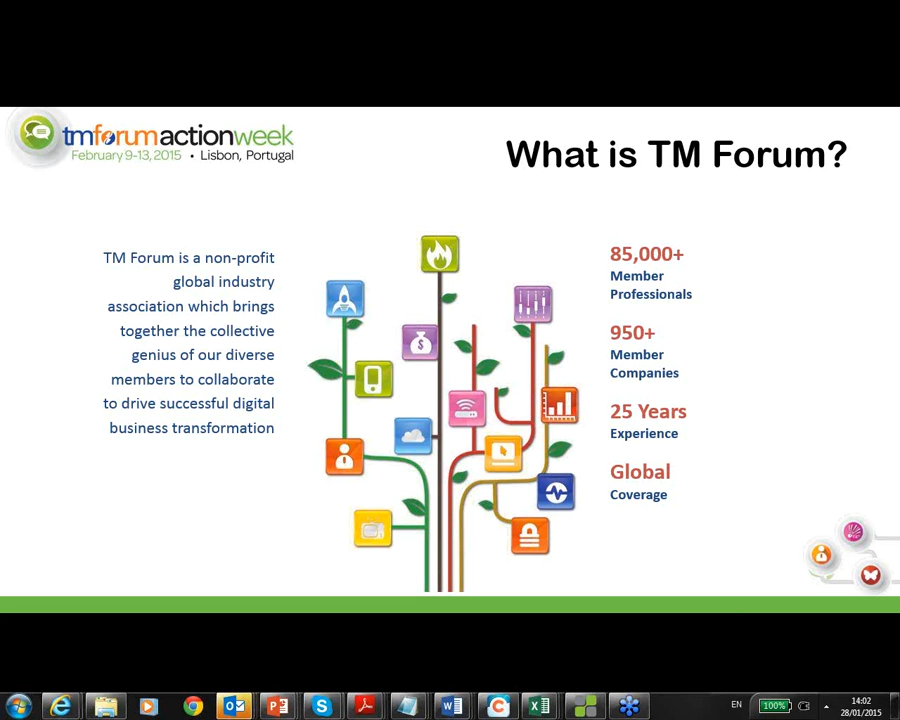 tmforumactionweek
February 9-13, 2015 • Lisbon, Portugal
What is TM Forum?
TM Forum is a non-profit
global industry
association which brings
together the collective
genius of our diverse
members to collaborate
to drive successful digital
business transformation
$
85,000+
Member
Professionals
950+
Member
Companies
25 Years
Experience
Global
Coverage
EN
100%
14:02
28/01/2015